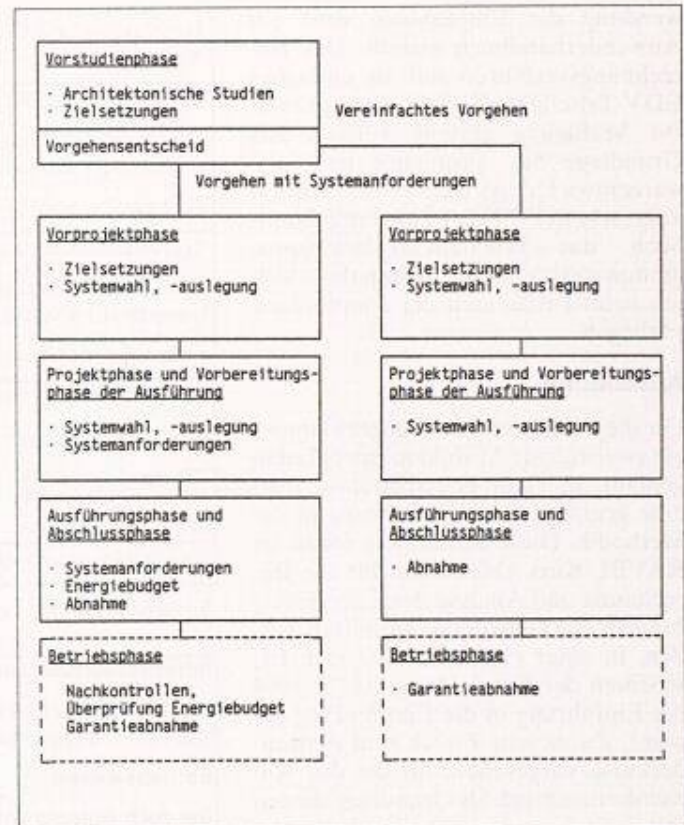 Vorstudienphase
· Architektonische Studien
· Zielsetzungen
Vereinfachtes Vorgehen
Vorgehensentscheid
Vorgehen mit Systemanforderungen
Vorprojektphase
· Zielsetzungen
· Systemwahl, -auslegung
Projektphase und Vorbereitungs-
phase der Ausführung
· Systemwahl, -auslegung
· Systemanforderungen
Ausführungsphase und
Abschlussphase
· Systemanforderungen
· Energiebudget
· Abnahme
Betriebsphase
Nachkontrollen,
Überprüfung Energiebudget
Garantieabnahme
Vorprojektphase
· Zielsetzungen
· Systemwahl, -auslegung
Projektphase und Vorbereitungs-
phase der Ausführung
· Systemwahl, -auslegung
Ausführungsphase und
Abschlussphase
· Abnahme
Betriebsphase
· Garantieabnahme